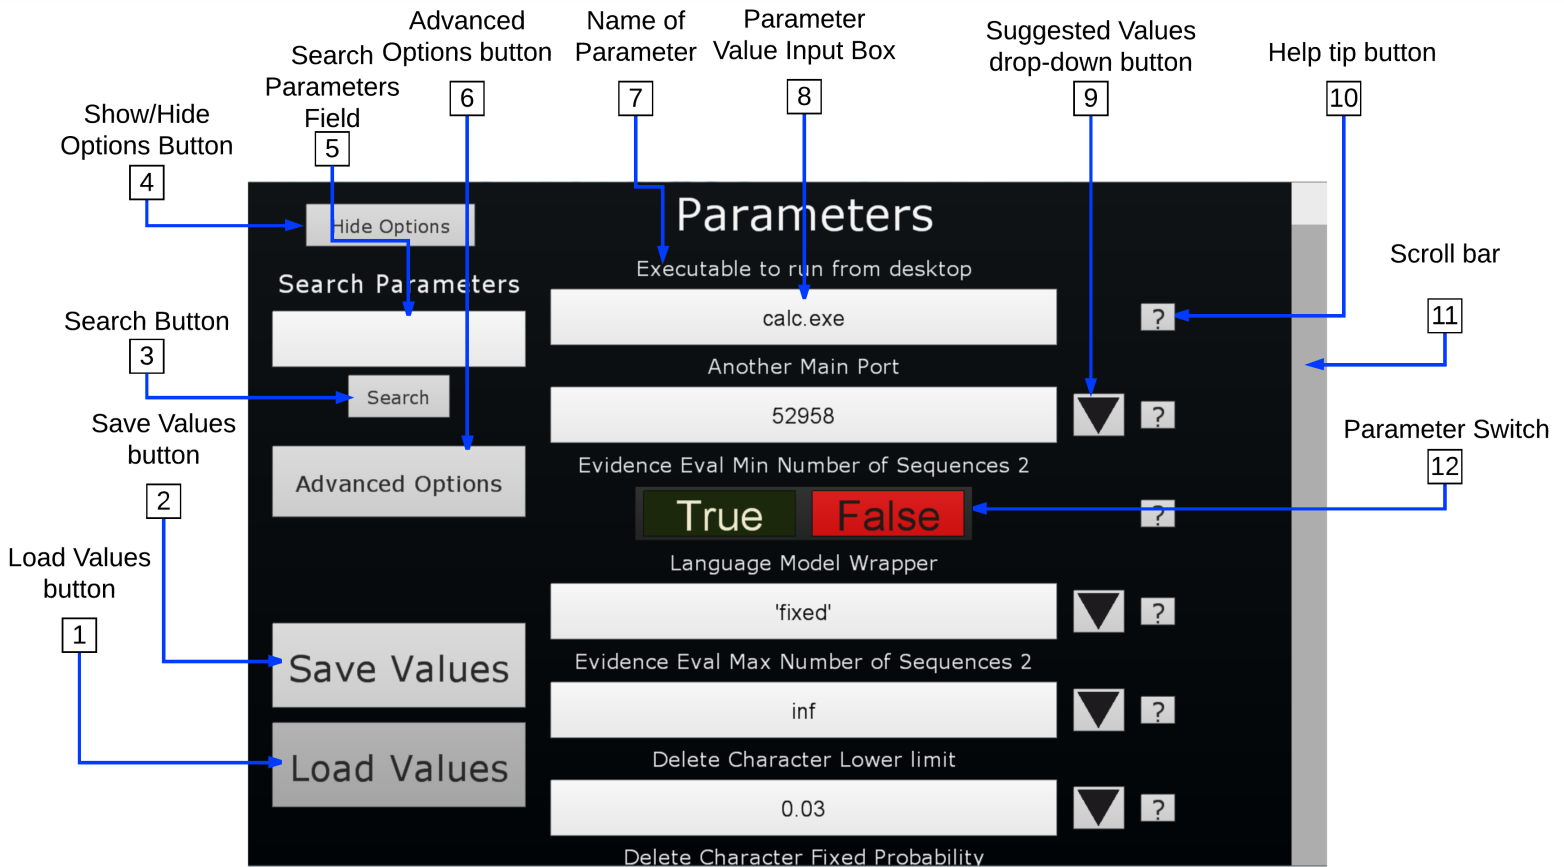 Advanced
Options button
6
Name of
Parameter
7
Parameter
Value Input Box
8
Suggested Values
drop-down button
9
Help tip button
10
Search
Parameters
Field
5
Show/Hide
Options Button
4
Scroll bar
11
Search Button
3
Save Values
button
2
Parameter Switch
12
Load Values
button
1
Hide Options
Search Parameters
Search
Advanced Options
Save Values
Load Values
Parameters
Executable to run from desktop
calc.exe
?
Another Main Port
52958
?
Evidence Eval Min Number of Sequences 2
True False
?
Language Model Wrapper
'fixed'
?
Evidence Eval Max Number of Sequences 2
inf
?
Delete Character Lower limit
0.03
?
Delete Character Fixed Probability